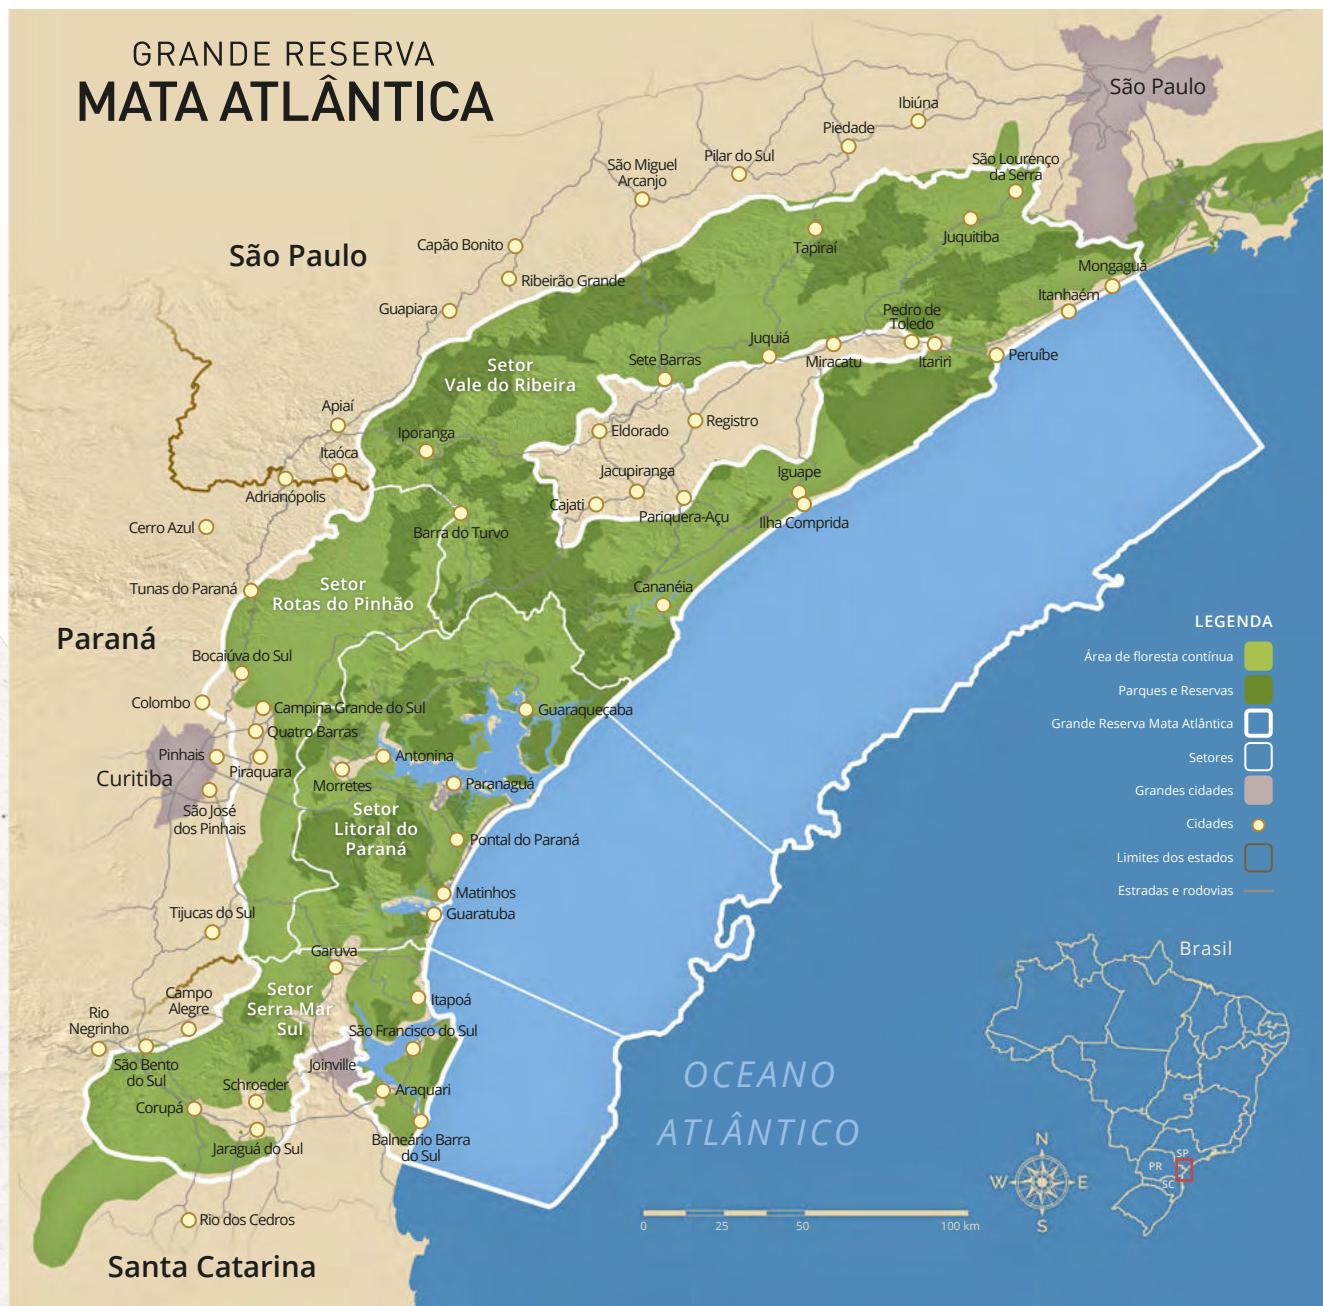 GRANDE RESERVA
MATA ATLÂNTICA
São Paulo
Ibiúna
Piedade
Pilar do Sul
São Miguel
Arcanjo
São Lourenço
da Serra
São Paulo
Capão Bonito
Ribeirão Grande
Guapiara
Tapiraí
Juquitiba
Mongaguá
Itanhaém
Pedro de
Toledo
Juquiá
Miracatu
Itariri
Peruíbe
Sete Barras
Setor
Vale do Ribeira
Apiaí
Iporanga
Itaóca
Adrianópolis
Eldorado
Registro
Jacupiranga
Cajati
Pariquera-Açu
Iguape
Ilha Comprida
Cerro Azul
Barra do Turvo
Tunas do Paraná
Setor
Rotas do Pinhão
Cananéia
Paraná
Bocaiúva do Sul
Colombo
Campina Grande do Sul
Quatro Barras
Guaraqueçaba
Pinhais
Piraquara
Curitiba
São José
dos Pinhais
Antonina
Morretes
Paranaguá
Setor
Litoral do
Paraná
Pontal do Paraná
Matinhos
Guaratuba
Tijucas do Sul
Garuva
Campo
Alegre
Setor
Serra Mar
Sul
Itapoá
Rio
Negrinho
São Francisco do Sul
São Bento
do Sul
Joinville
Schroeder
Araquari
Corupá
Jaraguá do Sul
Balneário Barra
do Sul
Rio dos Cedros
Santa Catarina
LEGENDA
Área de floresta contínua
Parques e Reservas
Grande Reserva Mata Atlântica
Setores
Grandes cidades
Cidades
Limites dos estados
Estradas e rodovias
Brasil
SP
PR
SC
OCEANO
ATLÂNTICO
N
W
E
S
0 25 50 100 km